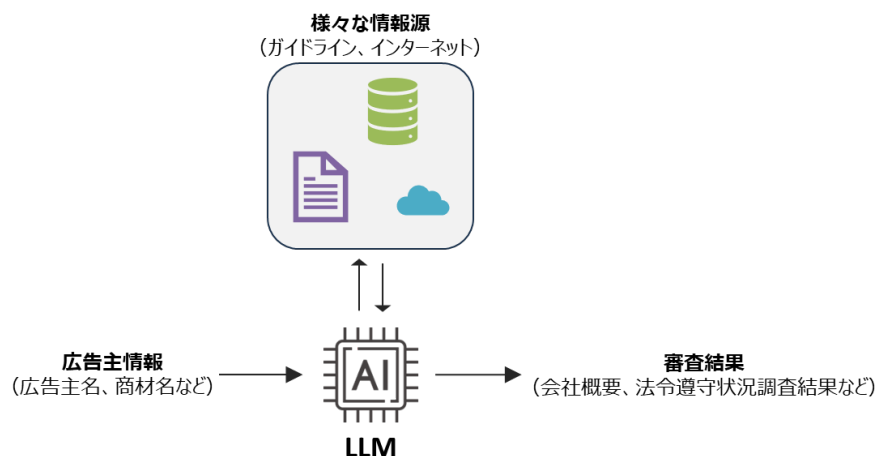 様々な情報源
（ガイドライン、インターネット）
広告主情報
（広告主名、商材名など）
AI
LLM
審査結果
（会社概要、法令遵守状況調査結果など）